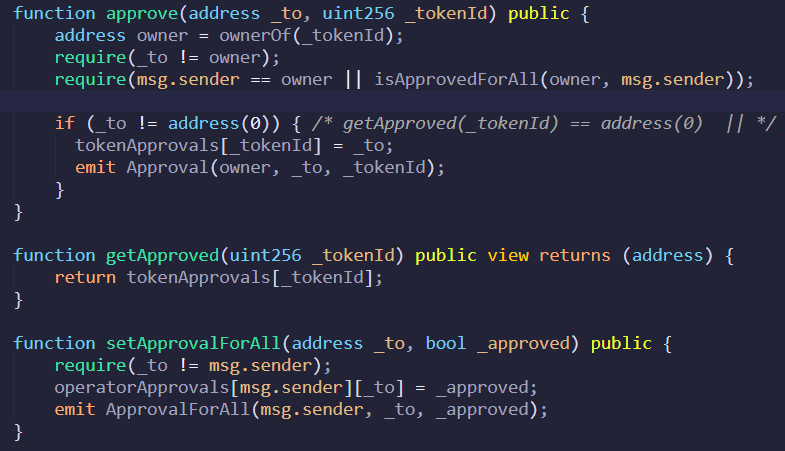 function approve(address _to, uint256 _tokenId) public {
    address owner = ownerOf(_tokenId);
    require(_to != owner);
    require(msg.sender == owner || isApprovedForAll(owner, msg.sender));

    if (_to != address(0)) { /* getApproved(_tokenId) == address(0)  || */
      tokenApprovals[_tokenId] = _to;
      emit Approval(owner, _to, _tokenId);
    }
}

function getApproved(uint256 _tokenId) public view returns (address) {
    return tokenApprovals[_tokenId];
}

function setApprovalForAll(address _to, bool _approved) public {
    require(_to != msg.sender);
    operatorApprovals[msg.sender][_to] = _approved;
    emit ApprovalForAll(msg.sender, _to, _approved);
}